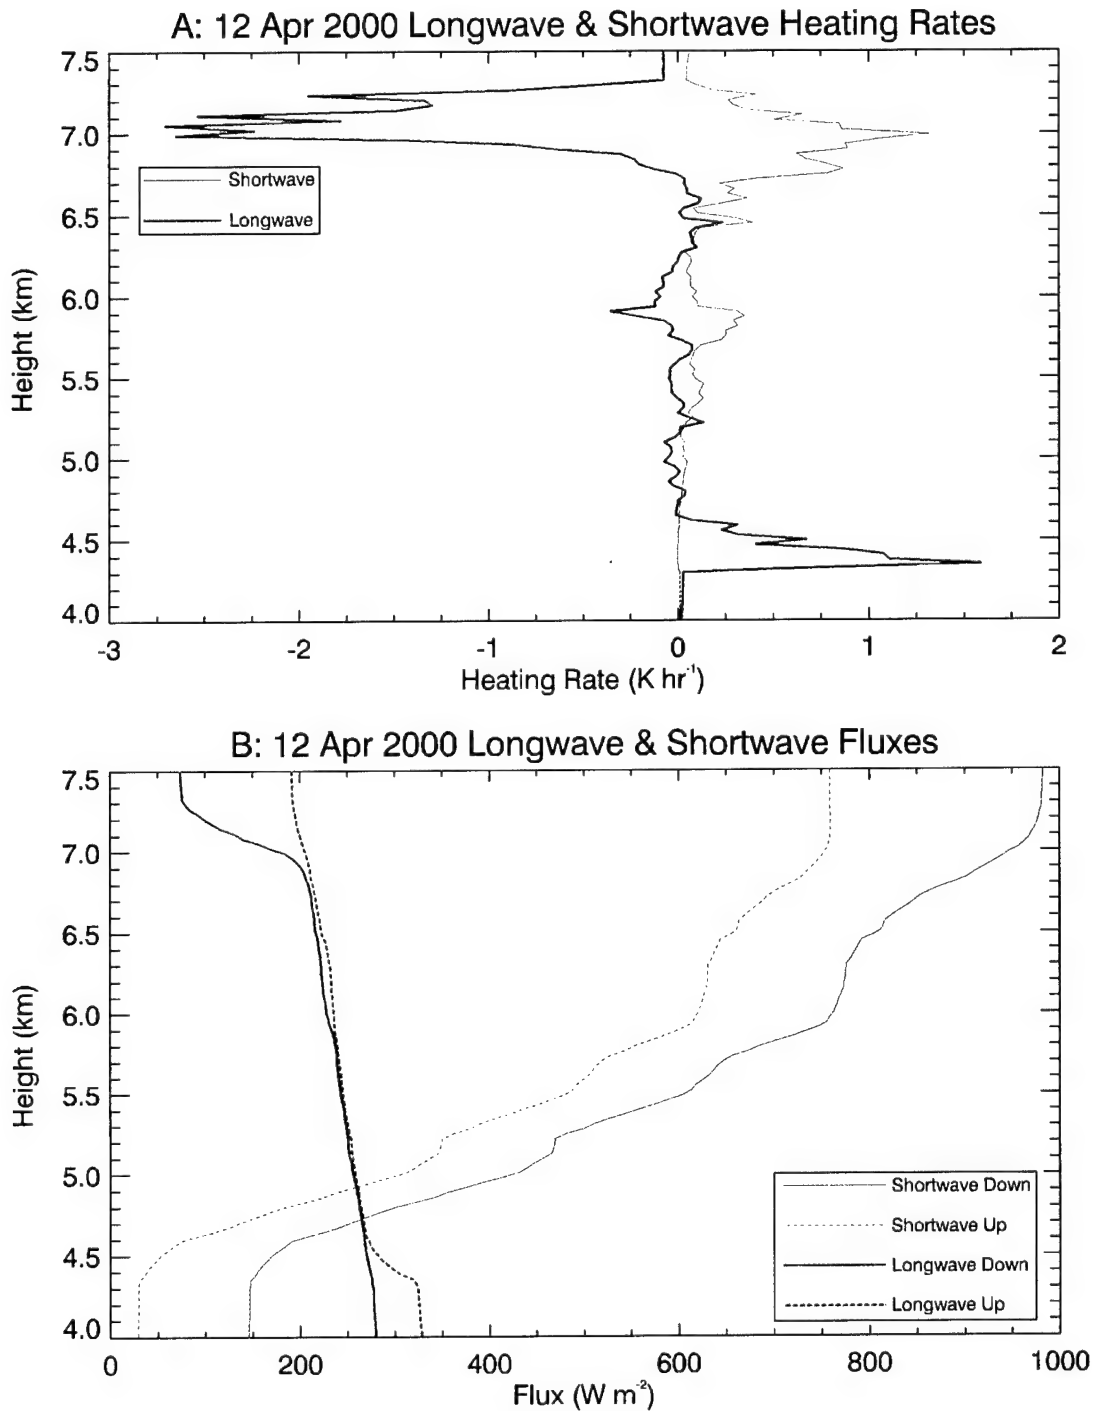 A: 12 Apr 2000 Longwave & Shortwave Heating Rates
7.5
7.0
6.5
6.0
5.5
5.0
4.5
4.0
Height (km)
Shortwave
Longwave
-3 -2 -1 0 1 2
Heating Rate (K hr-1)
B: 12 Apr 2000 Longwave & Shortwave Fluxes
7.5
7.0
6.5
6.0
5.5
5.0
4.5
4.0
Height (km)
Shortwave Down
Shortwave Up
Longwave Down
Longwave Up
0 200 400 600 800 1000
Flux (W m-2)